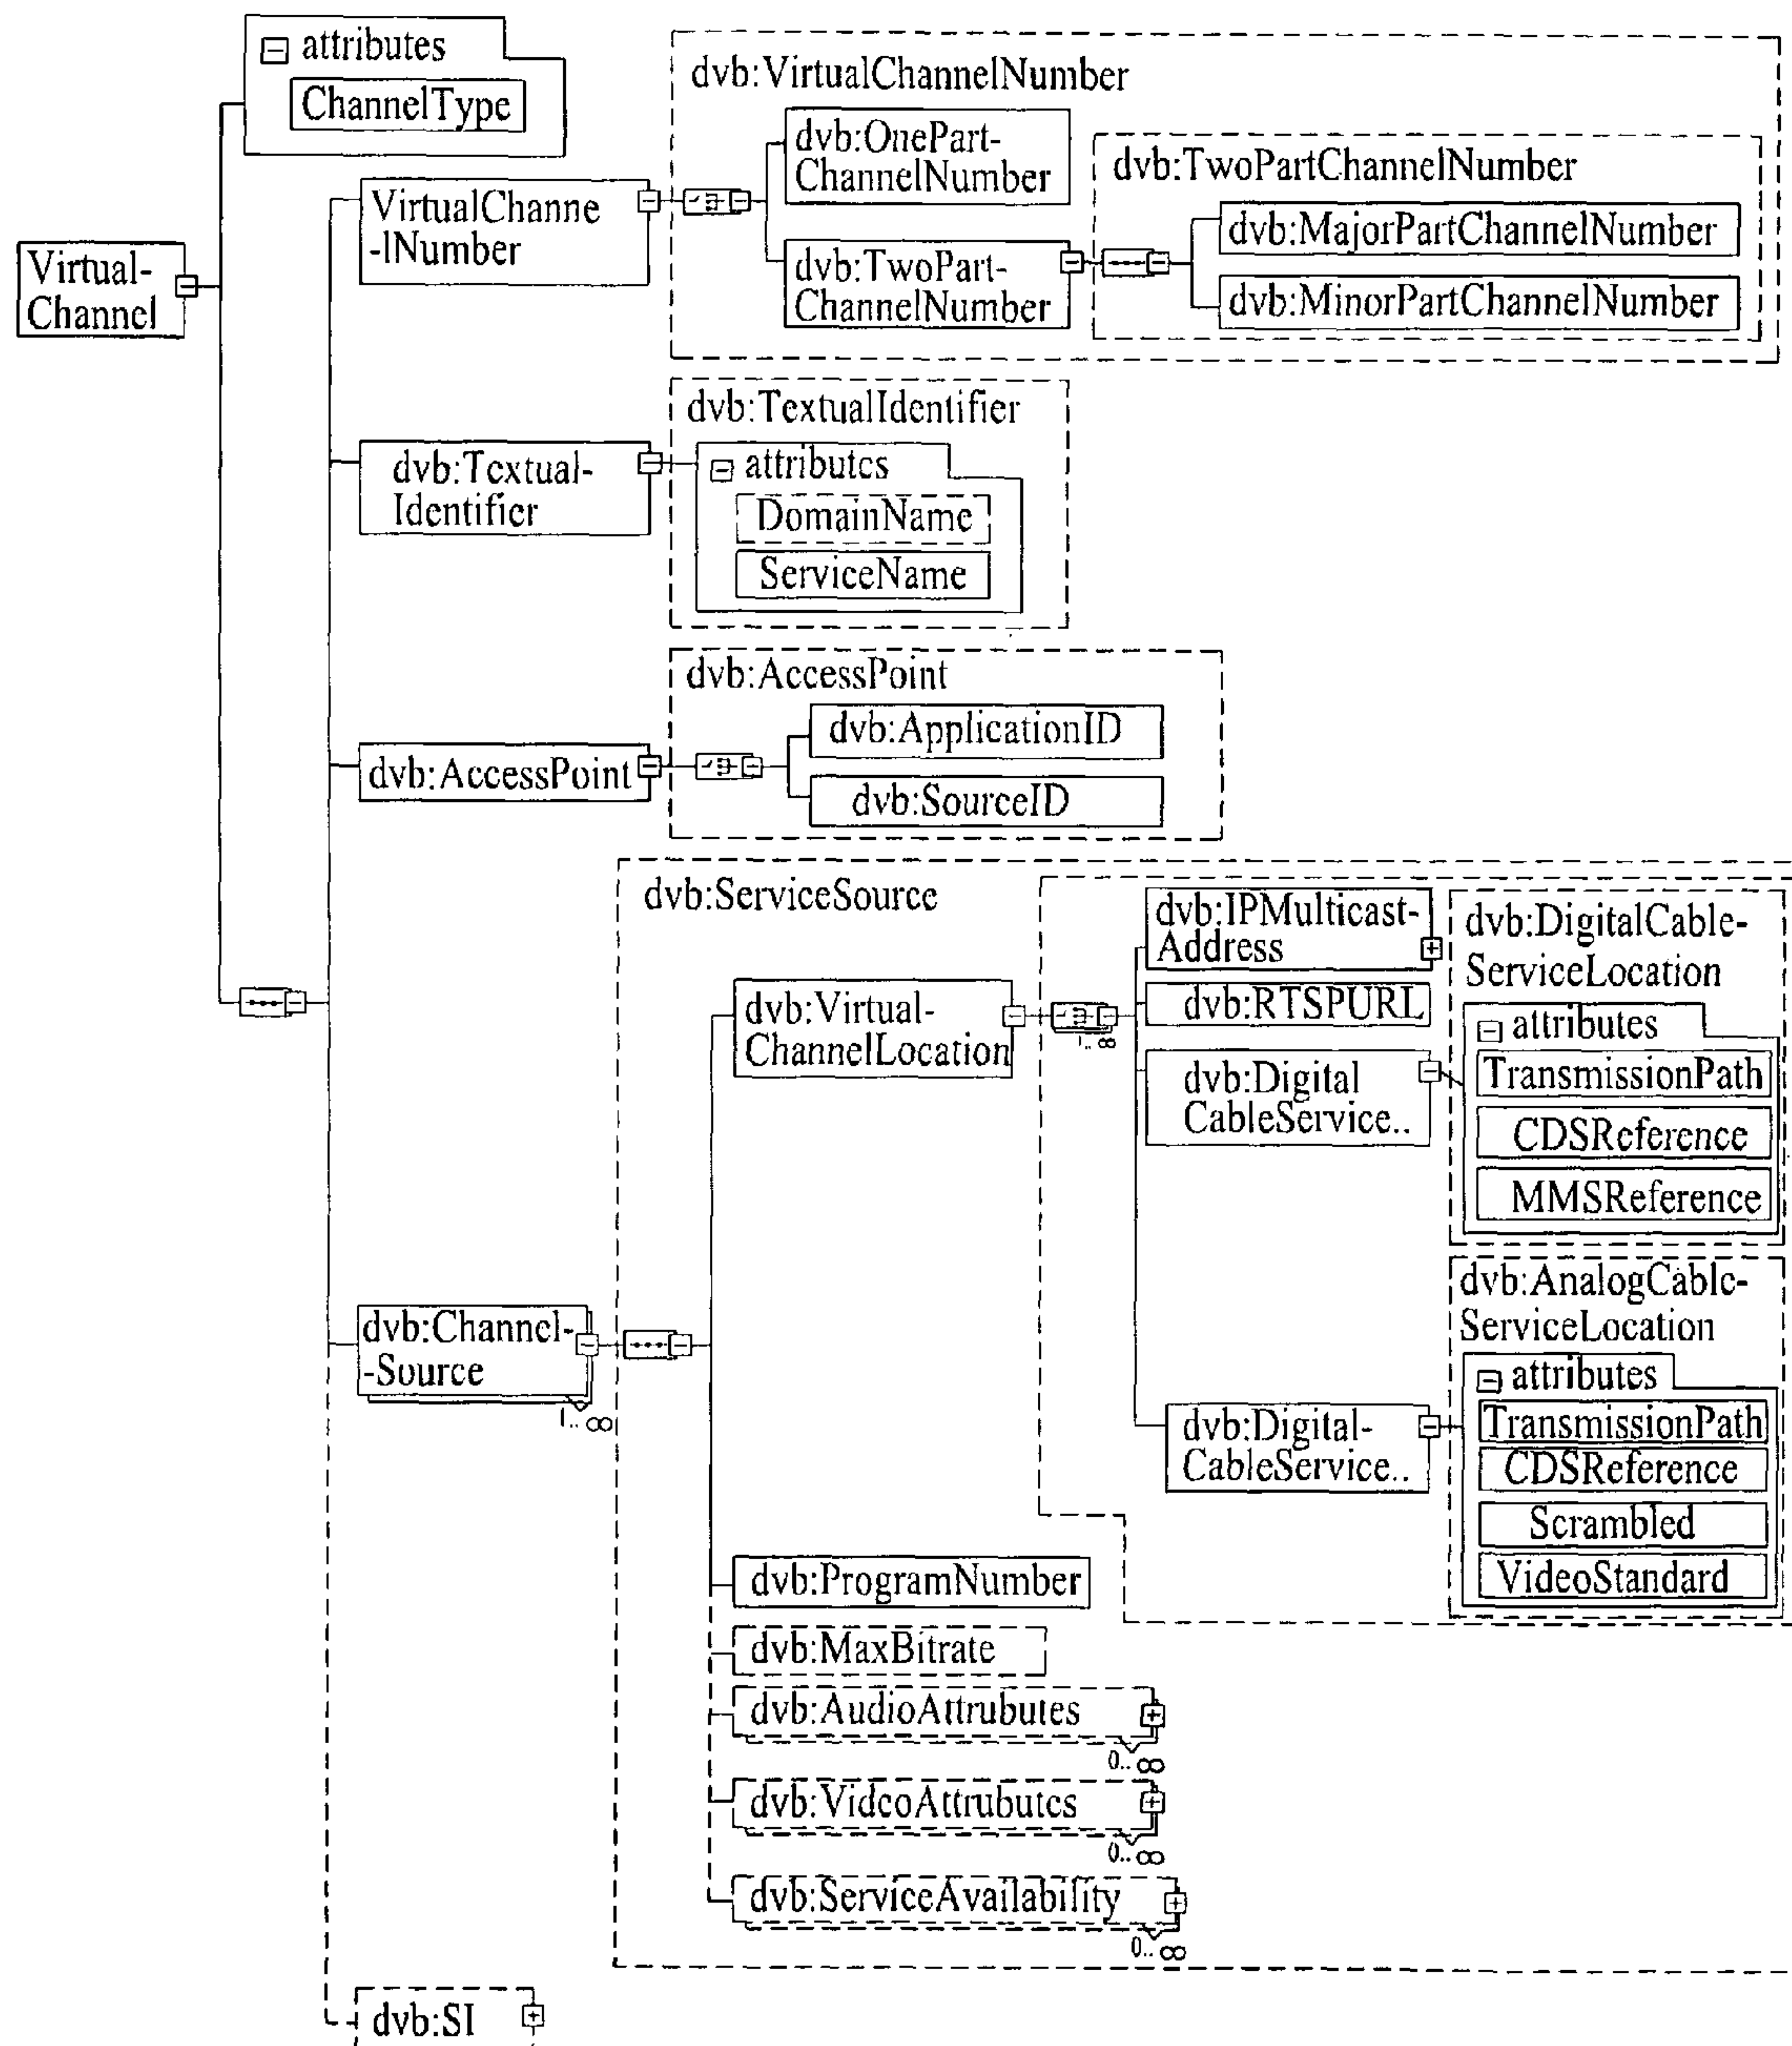 attributes
ChannelType
Virtual-
Channel
VirtualChanne
-lNumber
dvb:VirtualChannelNumber
dvb:OnePart-
ChannelNumber
dvb:TwoPart-
ChannelNumber
dvb:TwoPartChannelNumber
dvb:MajorPartChannelNumber
dvb:MinorPartChannelNumber
dvb:Textual-
Identifier
dvb:TextualIdentifier
attributes
DomainName
ServiceName
dvb:AccessPoint
dvb:AccessPoint
dvb:ApplicationID
dvb:SourceID
dvb:Channel-
-Source
1..∞
dvb:ServiceSource
dvb:Virtual-
ChannelLocation
1..∞
dvb:IPMulticast-
Address
dvb:RTSPURL
dvb:Digital
CableService..
dvb:DigitalCable-
ServiceLocation
attributes
TransmissionPath
CDSReference
MMSReference
dvb:Digital-
CableService..
dvb:AnalogCable-
ServiceLocation
attributes
TransmissionPath
CDSReference
Scrambled
VideoStandard
dvb:ProgramNumber
dvb:MaxBitrate
dvb:AudioAttrubutes
0..∞
dvb:VideoAttrubutes
0..∞
dvb:ServiceAvailability
0..∞
dvb:SI